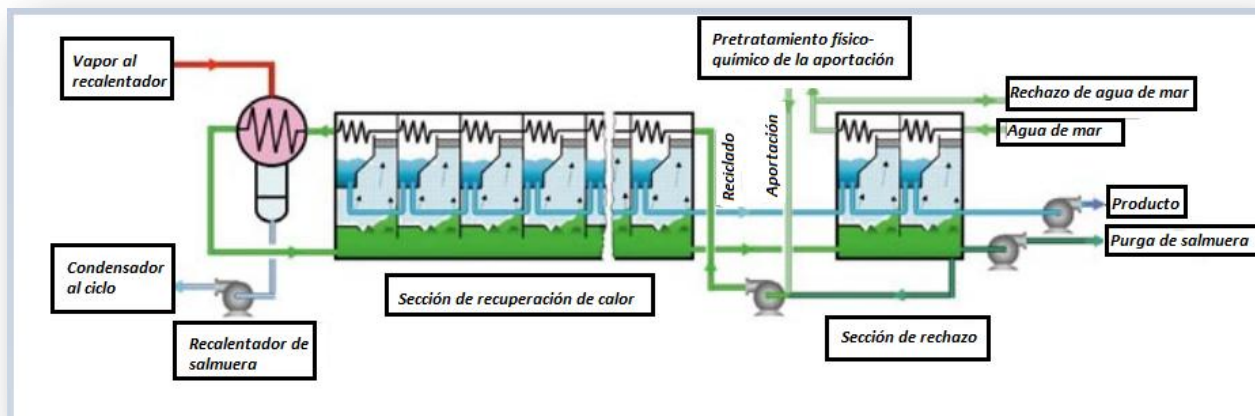 Vapor al
recalentador
Pretratamiento físico-
químico de la aportación
Rechazo de agua de mar
Agua de mar
Reciclado
Aportación
Producto
Purga de salmuera
Condensador
al ciclo
Sección de recuperación de calor
Recalentador de
salmuera
Sección de rechazo